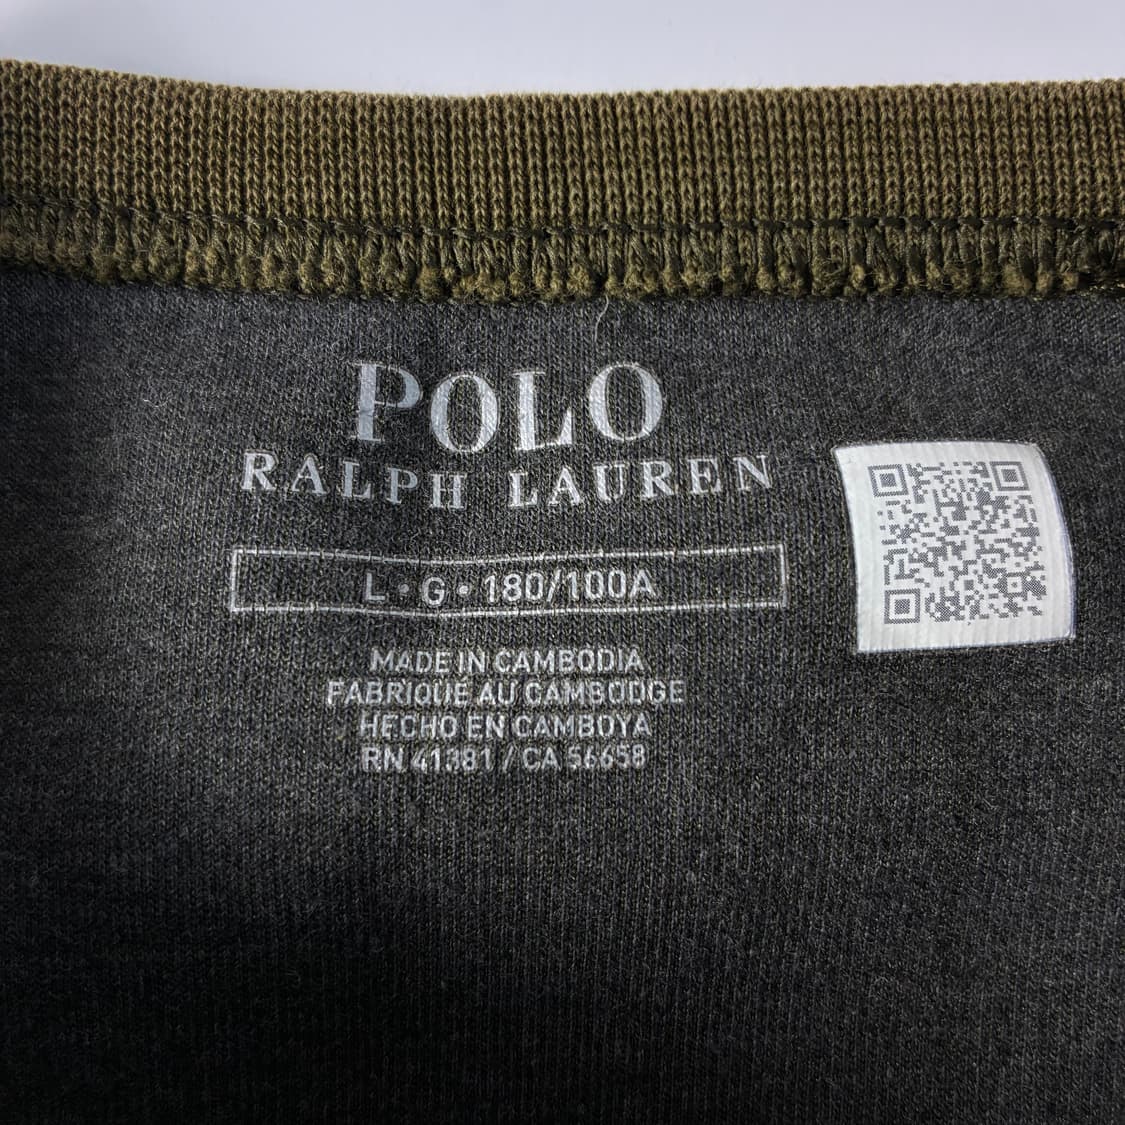 POLO
RALPH LAUREN
L • G • 180/100A
MADE IN CAMBODIA
FABRIQUÉ AU CAMBODGE
HECHO EN CAMBOYA
RN 41381 / CA 56658